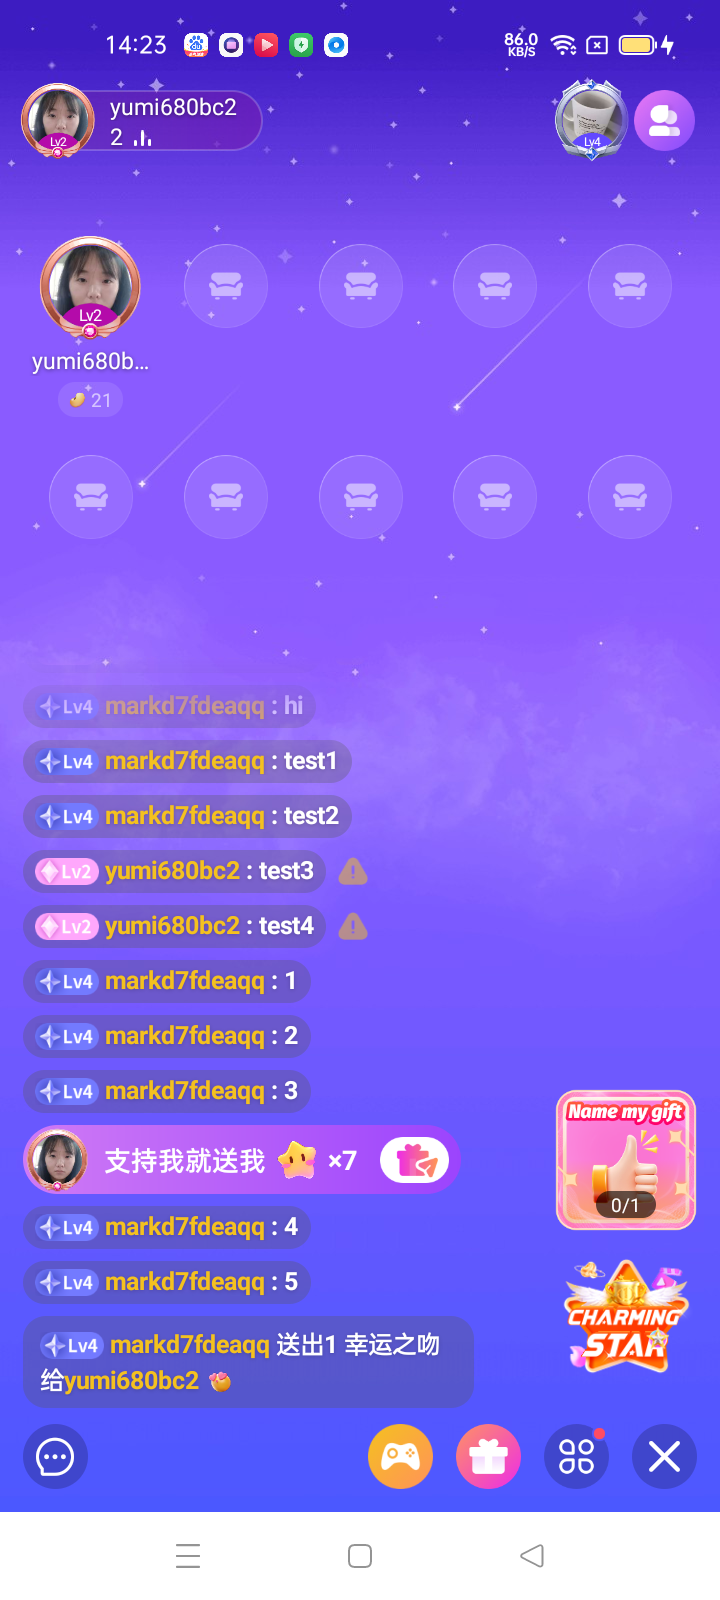 14:23
86.0
KB/S
yumi680bc2
2
Lv2
Lv4
Lv2
yumi680b...
21
Lv4 markd7fdeaqq : hi
Lv4 markd7fdeaqq : test1
Lv4 markd7fdeaqq : test2
Lv2 yumi680bc2 : test3
Lv2 yumi680bc2 : test4
Lv4 markd7fdeaqq : 1
Lv4 markd7fdeaqq : 2
Lv4 markd7fdeaqq : 3
支持我就送我 ×7
Name my gift
0/1
Lv4 markd7fdeaqq : 4
Lv4 markd7fdeaqq : 5
CHARMING
STAR
Lv4 markd7fdeaqq 送出1 幸运之吻
给yumi680bc2